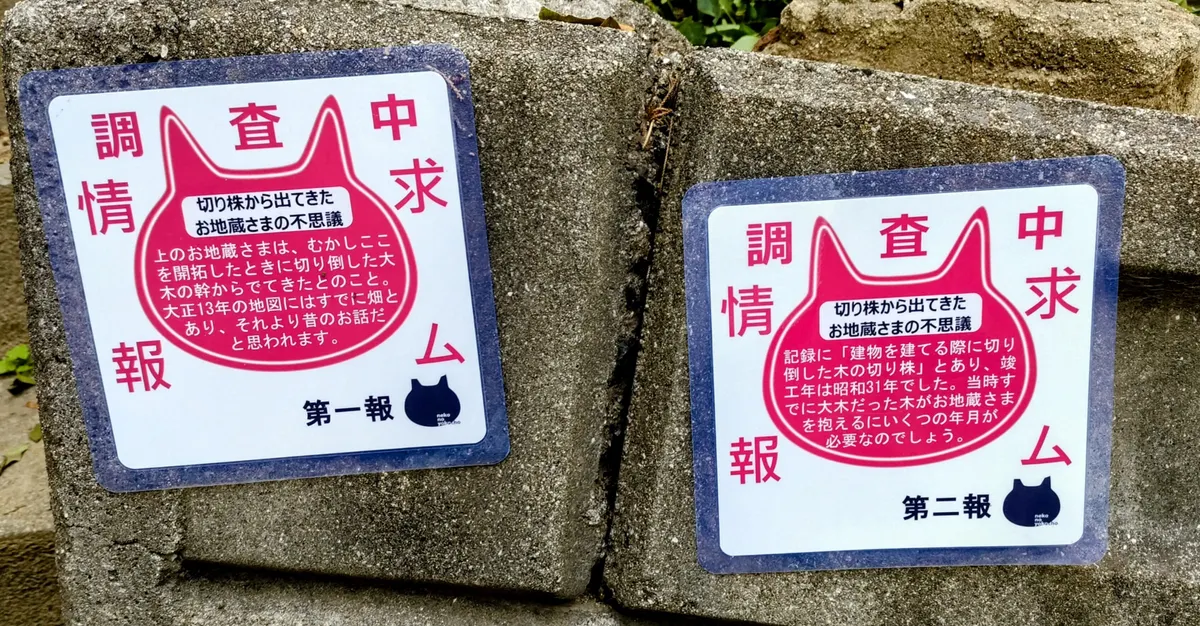 調査中
情求
報ム
切り株から出てきた
お地蔵さまの不思議
上のお地蔵さまは、むかしここ
を開拓したときに切り倒した大
木の幹からでてきたとのこと。
大正13年の地図にはすでに畑と
あり、それより昔のお話だ
と思われます。
第一報
neko
no
調査中
情求
報ム
切り株から出てきた
お地蔵さまの不思議
記録に「建物を建てる際に切り
倒した木の切り株」とあり、竣
工年は昭和31年でした。当時す
でに大木だった木がお地蔵さま
を抱えるにいくつの年月が
必要なのでしょう。
第二報
neko
no